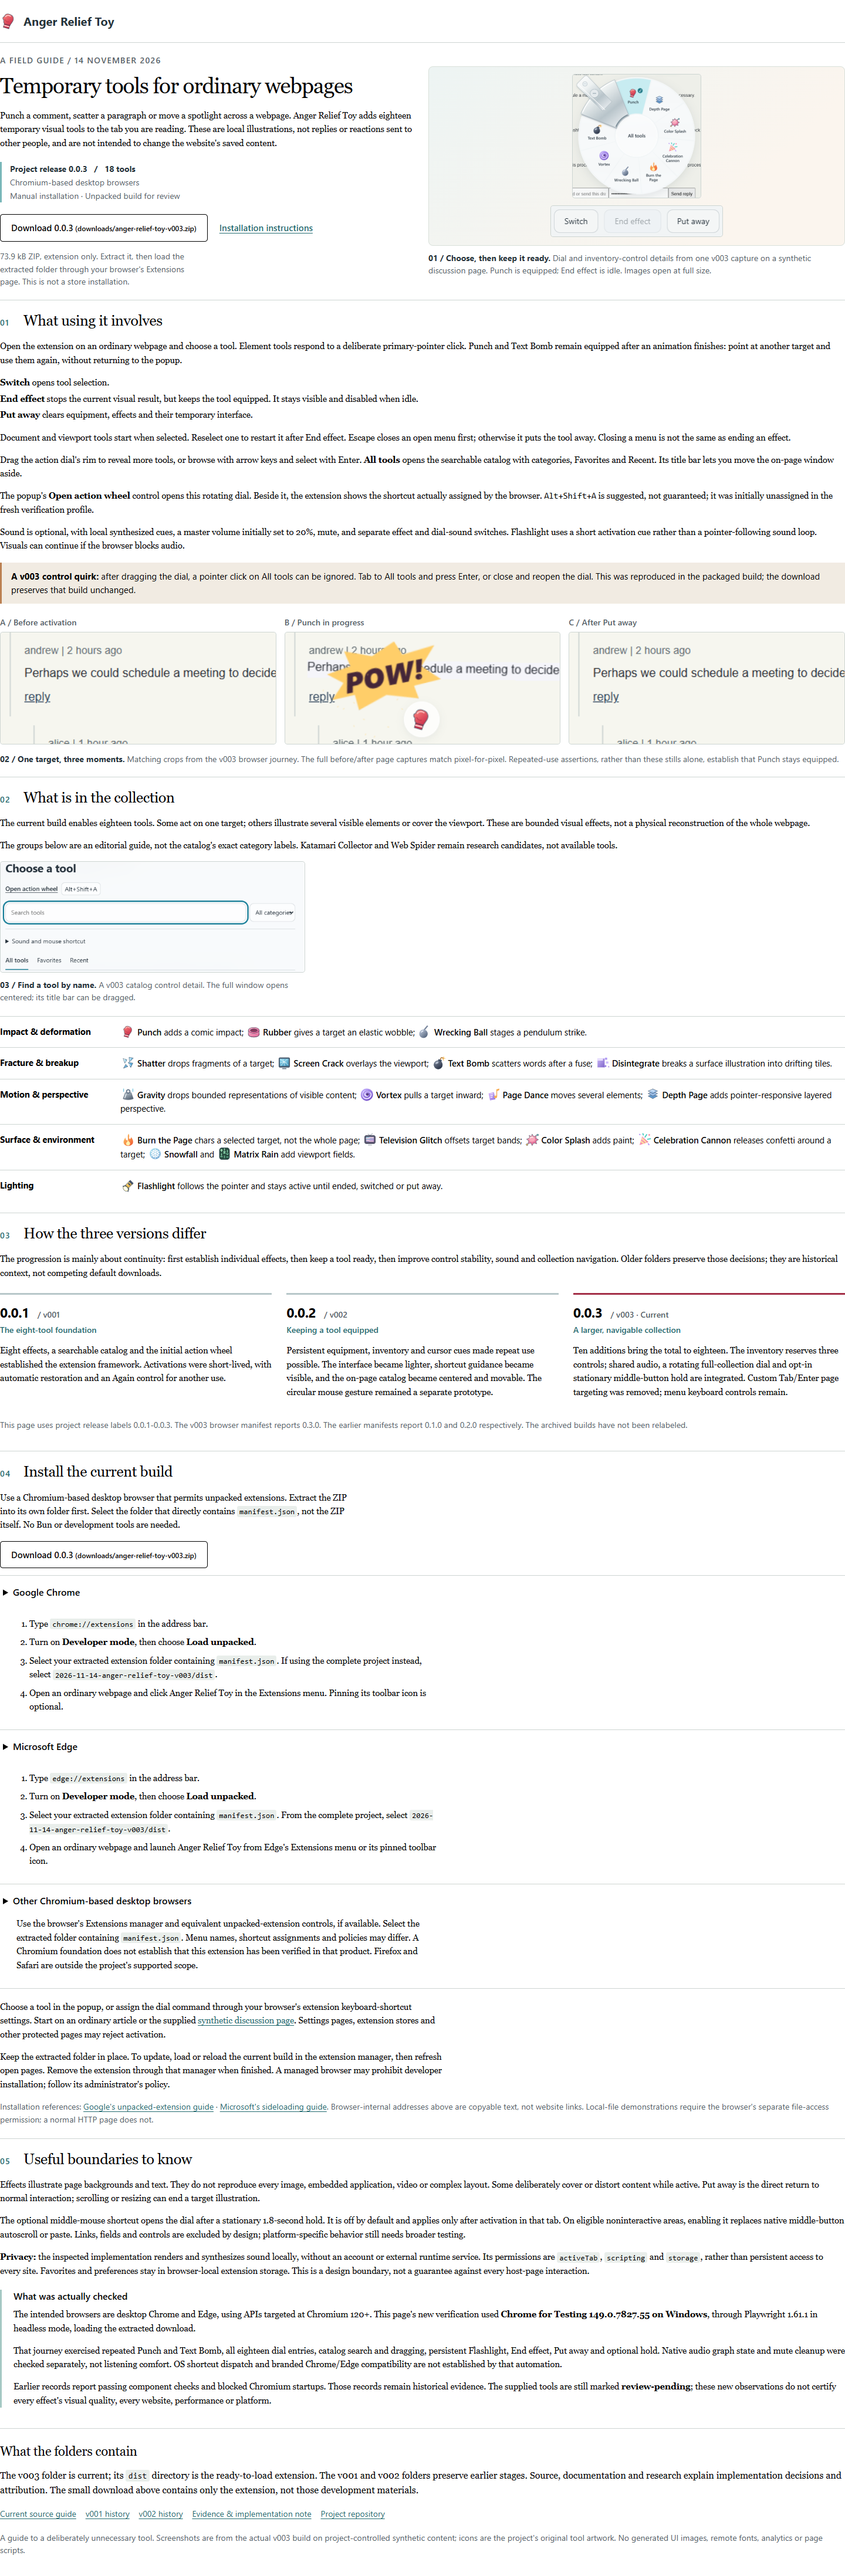 Anger Relief Toy
A FIELD GUIDE / 14 NOVEMBER 2026
Temporary tools for ordinary webpages
Punch a comment, scatter a paragraph or move a spotlight across a webpage. Anger Relief Toy adds eighteen
temporary visual tools to the tab you are reading. These are local illustrations, not replies or reactions sent to
other people, and are not intended to change the website's saved content.
Project release 0.0.3 / 18 tools
Chromium-based desktop browsers
Manual installation · Unpacked build for review
Download 0.0.3 (downloads/anger-relief-toy-v003.zip)
Installation instructions
73.9 kB ZIP, extension only. Extract it, then load the
extracted folder through your browser's Extensions
page. This is not a store installation.
Punch
Depth Page
Color Splash
Celebration Cannon
Burn the Page
Wrecking Ball
Vortex
Text Bomb
All tools
Send reply
Switch
End effect
Put away
01 / Choose, then keep it ready. Dial and inventory-control details from one v003 capture on a synthetic
discussion page. Punch is equipped; End effect is idle. Images open at full size.
01 What using it involves
Open the extension on an ordinary webpage and choose a tool. Element tools respond to a deliberate primary-pointer click. Punch and Text Bomb remain equipped after an animation finishes: point at another target and
use them again, without returning to the popup.
Switch opens tool selection.
End effect stops the current visual result, but keeps the tool equipped. It stays visible and disabled when idle.
Put away clears equipment, effects and their temporary interface.
Document and viewport tools start when selected. Reselect one to restart it after End effect. Escape closes an open menu first; otherwise it puts the tool away. Closing a menu is not the same as ending an effect.
Drag the action dial's rim to reveal more tools, or browse with arrow keys and select with Enter. All tools opens the searchable catalog with categories, Favorites and Recent. Its title bar lets you move the on-page window
aside.
The popup's Open action wheel control opens this rotating dial. Beside it, the extension shows the shortcut actually assigned by the browser. Alt+Shift+A is suggested, not guaranteed; it was initially unassigned in the
fresh verification profile.
Sound is optional, with local synthesized cues, a master volume initially set to 20%, mute, and separate effect and dial-sound switches. Flashlight uses a short activation cue rather than a pointer-following sound loop.
Visuals can continue if the browser blocks audio.
A v003 control quirk: after dragging the dial, a pointer click on All tools can be ignored. Tab to All tools and press Enter, or close and reopen the dial. This was reproduced in the packaged build; the download
preserves that build unchanged.
A / Before activation
andrew | 2 hours ago
Perhaps we could schedule a meeting to decide
reply
alice | 1 hour ago
B / Punch in progress
andrew | 2 hours ago
Perhaps
edule a meeting to decide
POW!
reply
alice | 1 hour ago
C / After Put away
andrew | 2 hours ago
Perhaps we could schedule a meeting to decide
reply
alice | 1 hour ago
02 / One target, three moments. Matching crops from the v003 browser journey. The full before/after page captures match pixel-for-pixel. Repeated-use assertions, rather than these stills alone, establish that Punch stays equipped.
02 What is in the collection
The current build enables eighteen tools. Some act on one target; others illustrate several visible elements or cover the viewport. These are bounded visual effects, not a physical reconstruction of the whole webpage.
The groups below are an editorial guide, not the catalog's exact category labels. Katamari Collector and Web Spider remain research candidates, not available tools.
Choose a tool
Open action wheel Alt+Shift+A
Search tools
All categories
Sound and mouse shortcut
All tools Favorites Recent
03 / Find a tool by name. A v003 catalog control detail. The full window opens
centered; its title bar can be dragged.
Impact & deformation Punch adds a comic impact; Rubber gives a target an elastic wobble; Wrecking Ball stages a pendulum strike.
Fracture & breakup Shatter drops fragments of a target; Screen Crack overlays the viewport; Text Bomb scatters words after a fuse; Disintegrate breaks a surface illustration into drifting tiles.
Motion & perspective Gravity drops bounded representations of visible content; Vortex pulls a target inward; Page Dance moves several elements; Depth Page adds pointer-responsive layered
perspective.
Surface & environment Burn the Page chars a selected target, not the whole page; Television Glitch offsets target bands; Color Splash adds paint; Celebration Cannon releases confetti around a
target; Snowfall and Matrix Rain add viewport fields.
Lighting Flashlight follows the pointer and stays active until ended, switched or put away.
03 How the three versions differ
The progression is mainly about continuity: first establish individual effects, then keep a tool ready, then improve control stability, sound and collection navigation. Older folders preserve those decisions; they are historical
context, not competing default downloads.
0.0.1 / v001
The eight-tool foundation
Eight effects, a searchable catalog and the initial action wheel
established the extension framework. Activations were short-lived, with
automatic restoration and an Again control for another use.
0.0.2 / v002
Keeping a tool equipped
Persistent equipment, inventory and cursor cues made repeat use
possible. The interface became lighter, shortcut guidance became
visible, and the on-page catalog became centered and movable. The
circular mouse gesture remained a separate prototype.
0.0.3 / v003 · Current
A larger, navigable collection
Ten additions bring the total to eighteen. The inventory reserves three
controls; shared audio, a rotating full-collection dial and opt-in
stationary middle-button hold are integrated. Custom Tab/Enter page
targeting was removed; menu keyboard controls remain.
This page uses project release labels 0.0.1-0.0.3. The v003 browser manifest reports 0.3.0. The earlier manifests report 0.1.0 and 0.2.0 respectively. The archived builds have not been relabeled.
04 Install the current build
Use a Chromium-based desktop browser that permits unpacked extensions. Extract the ZIP
into its own folder first. Select the folder that directly contains manifest.json, not the ZIP
itself. No Bun or development tools are needed.
Download 0.0.3 (downloads/anger-relief-toy-v003.zip)
Google Chrome
1. Type chrome://extensions in the address bar.
2. Turn on Developer mode, then choose Load unpacked.
3. Select your extracted extension folder containing manifest.json. If using the complete project instead,
select 2026-11-14-anger-relief-toy-v003/dist.
4. Open an ordinary webpage and click Anger Relief Toy in the Extensions menu. Pinning its toolbar icon is
optional.
Microsoft Edge
1. Type edge://extensions in the address bar.
2. Turn on Developer mode, then choose Load unpacked.
3. Select your extracted extension folder containing manifest.json. From the complete project, select 2026-
11-14-anger-relief-toy-v003/dist.
4. Open an ordinary webpage and launch Anger Relief Toy from Edge's Extensions menu or its pinned toolbar
icon.
Other Chromium-based desktop browsers
Use the browser's Extensions manager and equivalent unpacked-extension controls, if available. Select the
extracted folder containing manifest.json. Menu names, shortcut assignments and policies may differ. A
Chromium foundation does not establish that this extension has been verified in that product. Firefox and
Safari are outside the project's supported scope.
Choose a tool in the popup, or assign the dial command through your browser's extension keyboard-shortcut
settings. Start on an ordinary article or the supplied synthetic discussion page. Settings pages, extension stores and
other protected pages may reject activation.
Keep the extracted folder in place. To update, load or reload the current build in the extension manager, then refresh
open pages. Remove the extension through that manager when finished. A managed browser may prohibit developer
installation; follow its administrator's policy.
Installation references: Google's unpacked-extension guide · Microsoft's sideloading guide. Browser-internal addresses above are copyable text, not website links. Local-file demonstrations require the browser's separate file-access
permission; a normal HTTP page does not.
05 Useful boundaries to know
Effects illustrate page backgrounds and text. They do not reproduce every image, embedded application, video or complex layout. Some deliberately cover or distort content while active. Put away is the direct return to
normal interaction; scrolling or resizing can end a target illustration.
The optional middle-mouse shortcut opens the dial after a stationary 1.8-second hold. It is off by default and applies only after activation in that tab. On eligible noninteractive areas, enabling it replaces native middle-button
autoscroll or paste. Links, fields and controls are excluded by design; platform-specific behavior still needs broader testing.
Privacy: the inspected implementation renders and synthesizes sound locally, without an account or external runtime service. Its permissions are activeTab, scripting and storage, rather than persistent access to
every site. Favorites and preferences stay in browser-local extension storage. This is a design boundary, not a guarantee against every host-page interaction.
What was actually checked
The intended browsers are desktop Chrome and Edge, using APIs targeted at Chromium 120+. This page's new verification used Chrome for Testing 149.0.7827.55 on Windows, through Playwright 1.61.1 in
headless mode, loading the extracted download.
That journey exercised repeated Punch and Text Bomb, all eighteen dial entries, catalog search and dragging, persistent Flashlight, End effect, Put away and optional hold. Native audio graph state and mute cleanup were
checked separately, not listening comfort. OS shortcut dispatch and branded Chrome/Edge compatibility are not established by that automation.
Earlier records report passing component checks and blocked Chromium startups. Those records remain historical evidence. The supplied tools are still marked review-pending; these new observations do not certify
every effect's visual quality, every website, performance or platform.
What the folders contain
The v003 folder is current; its dist directory is the ready-to-load extension. The v001 and v002 folders preserve earlier stages. Source, documentation and research explain implementation decisions and
attribution. The small download above contains only the extension, not those development materials.
Current source guide v001 history v002 history Evidence & implementation note Project repository
A guide to a deliberately unnecessary tool. Screenshots are from the actual v003 build on project-controlled synthetic content; icons are the project's original tool artwork. No generated UI images, remote fonts, analytics or page
scripts.